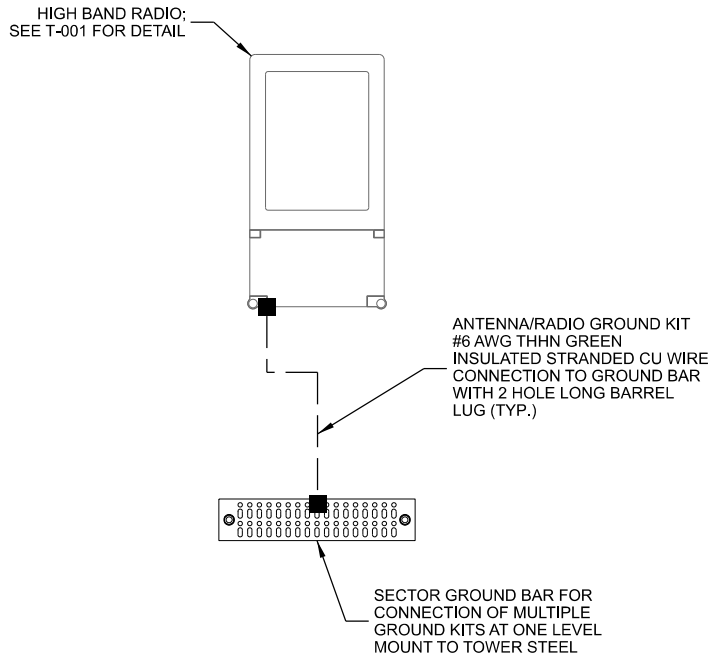 HIGH BAND RADIO;
SEE T-001 FOR DETAIL
ANTENNA/RADIO GROUND KIT
#6 AWG THHN GREEN
INSULATED STRANDED CU WIRE
CONNECTION TO GROUND BAR
WITH 2 HOLE LONG BARREL
LUG (TYP.)
SECTOR GROUND BAR FOR
CONNECTION OF MULTIPLE
GROUND KITS AT ONE LEVEL
MOUNT TO TOWER STEEL